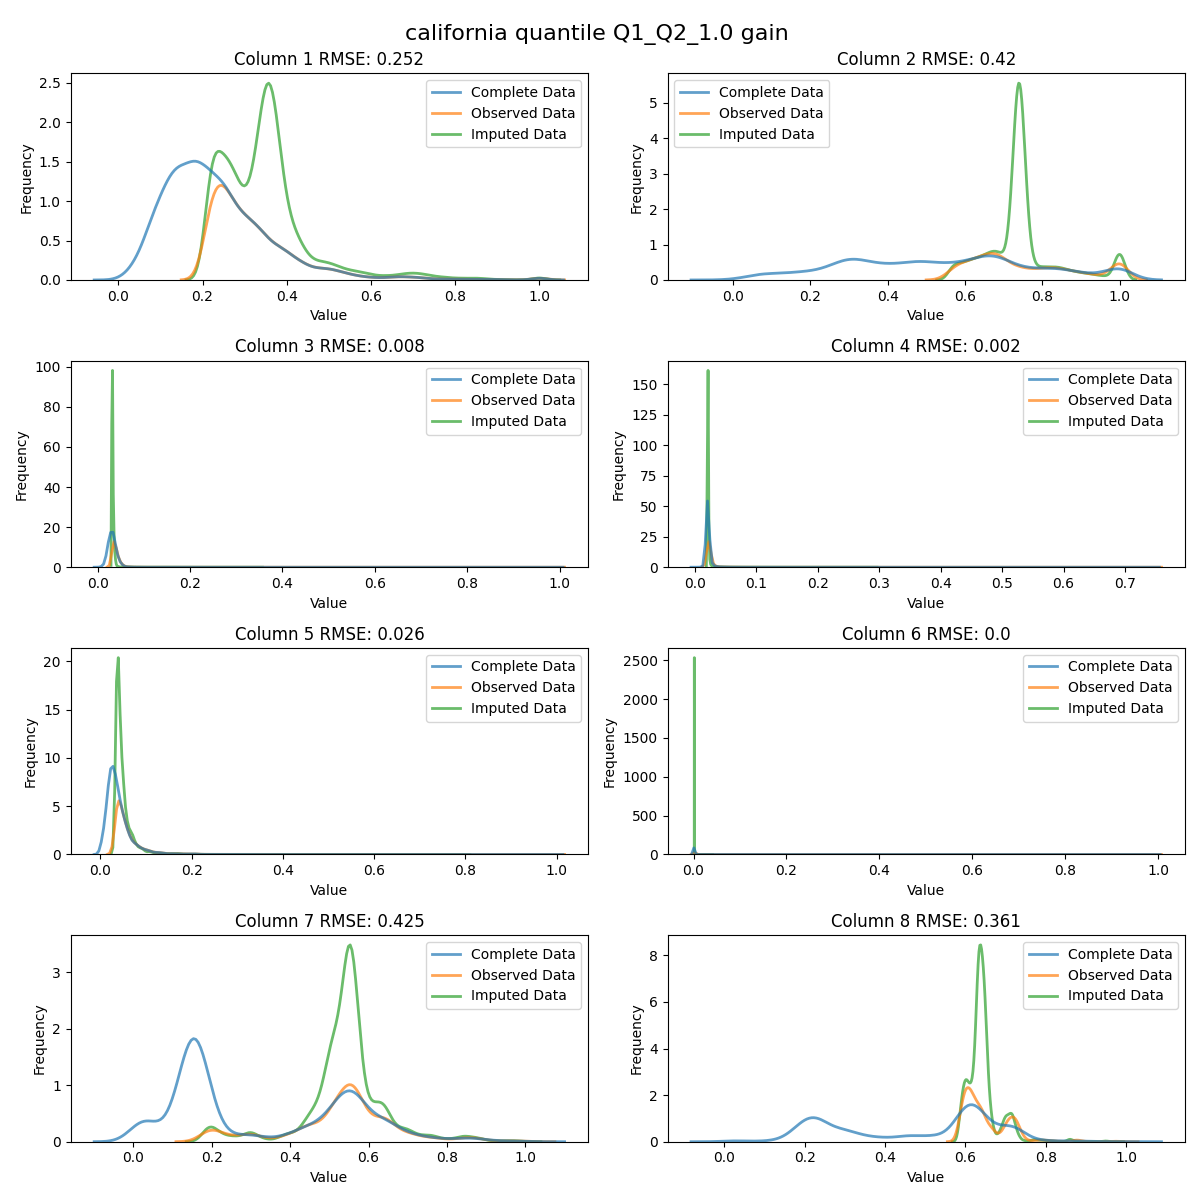 california quantile Q1_Q2_1.0 gain
Column 1 RMSE: 0.252
Frequency
2.5
2.0
1.5
1.0
0.5
0.0
Complete Data
Observed Data
Imputed Data
0.0 0.2 0.4 0.6 0.8 1.0
Value
Column 2 RMSE: 0.42
Frequency
5
4
3
2
1
0
Complete Data
Observed Data
Imputed Data
0.0 0.2 0.4 0.6 0.8 1.0
Value
Column 3 RMSE: 0.008
Frequency
100
80
60
40
20
0
Complete Data
Observed Data
Imputed Data
0.0 0.2 0.4 0.6 0.8 1.0
Value
Column 4 RMSE: 0.002
Frequency
150
125
100
75
50
25
0
Complete Data
Observed Data
Imputed Data
0.0 0.1 0.2 0.3 0.4 0.5 0.6 0.7
Value
Column 5 RMSE: 0.026
Frequency
20
15
10
5
0
Complete Data
Observed Data
Imputed Data
0.0 0.2 0.4 0.6 0.8 1.0
Value
Column 6 RMSE: 0.0
Frequency
2500
2000
1500
1000
500
0
Complete Data
Observed Data
Imputed Data
0.0 0.2 0.4 0.6 0.8 1.0
Value
Column 7 RMSE: 0.425
Frequency
3
2
1
0
Complete Data
Observed Data
Imputed Data
0.0 0.2 0.4 0.6 0.8 1.0
Value
Column 8 RMSE: 0.361
Frequency
8
6
4
2
0
Complete Data
Observed Data
Imputed Data
0.0 0.2 0.4 0.6 0.8 1.0
Value